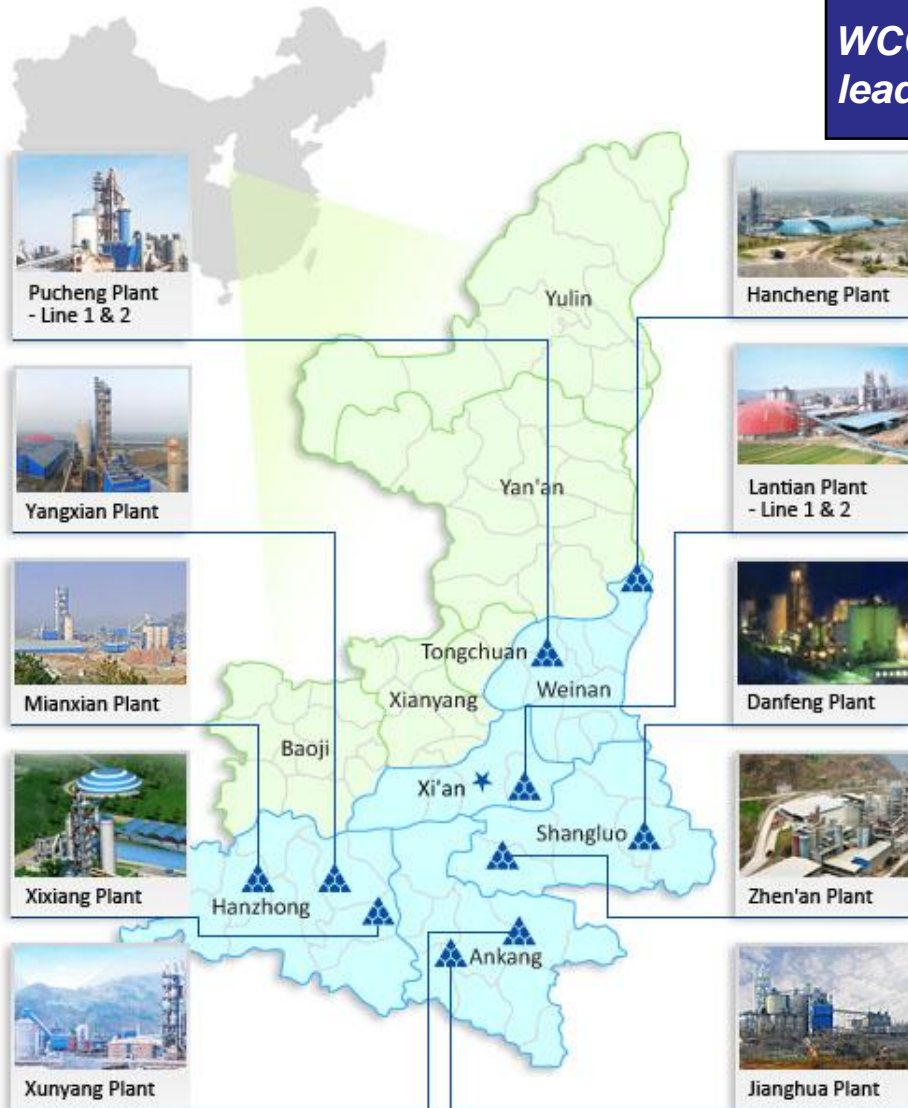 lead
Pucheng Plant
- Line 1 & 2
Yangxian Plant
Mianxian Plant
Xixiang Plant
Xunyang Plant
Yulin
Yan'an
Tongchuan
Xianyang
Weinan
Baoji
Xi'an
Shangluo
Hanzhong
Ankang
Hancheng Plant
Lantian Plant
- Line 1 & 2
Danfeng Plant
Zhen'an Plant
Jianghua Plant